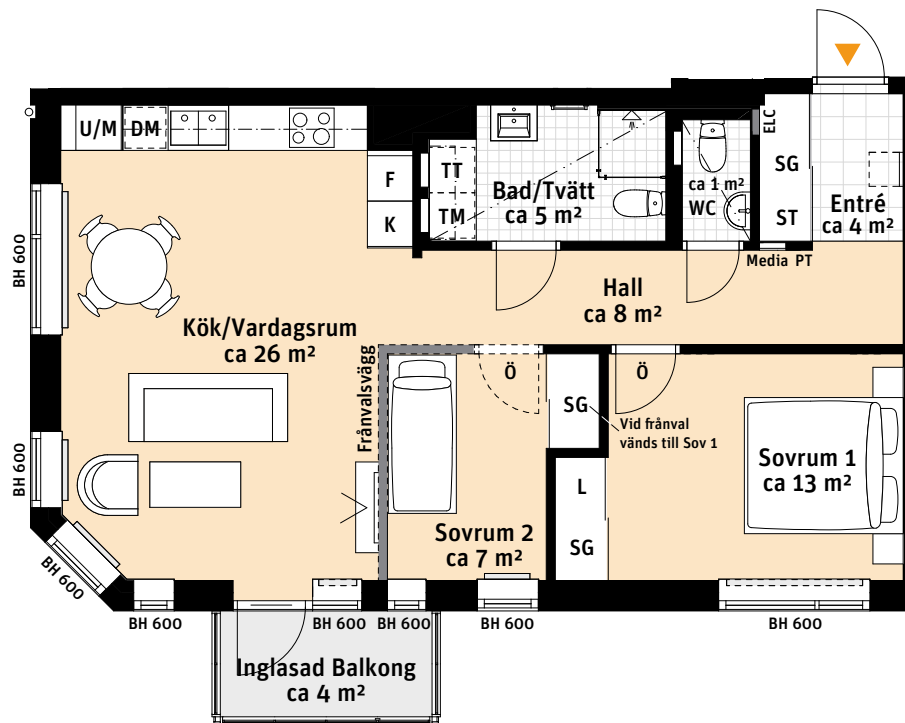 U/M
DM
F
K
TT
TM
Bad/Tvätt
ca 5 m²
ca 1 m²
WC
ELC
SG
ST
Entré
ca 4 m²
Media PT
BH 600
Hall
ca 8 m²
Kök/Vardagsrum
ca 26 m²
Frånvalsvägg
Ö
SG
Ö
Vid frånval
vänds till Sov 1
BH 600
Sovrum 1
ca 13 m²
L
SG
Sovrum 2
ca 7 m²
BH 600
BH 600
BH 600
BH 600
BH 600
BH 600
Inglasad Balkong
ca 4 m²